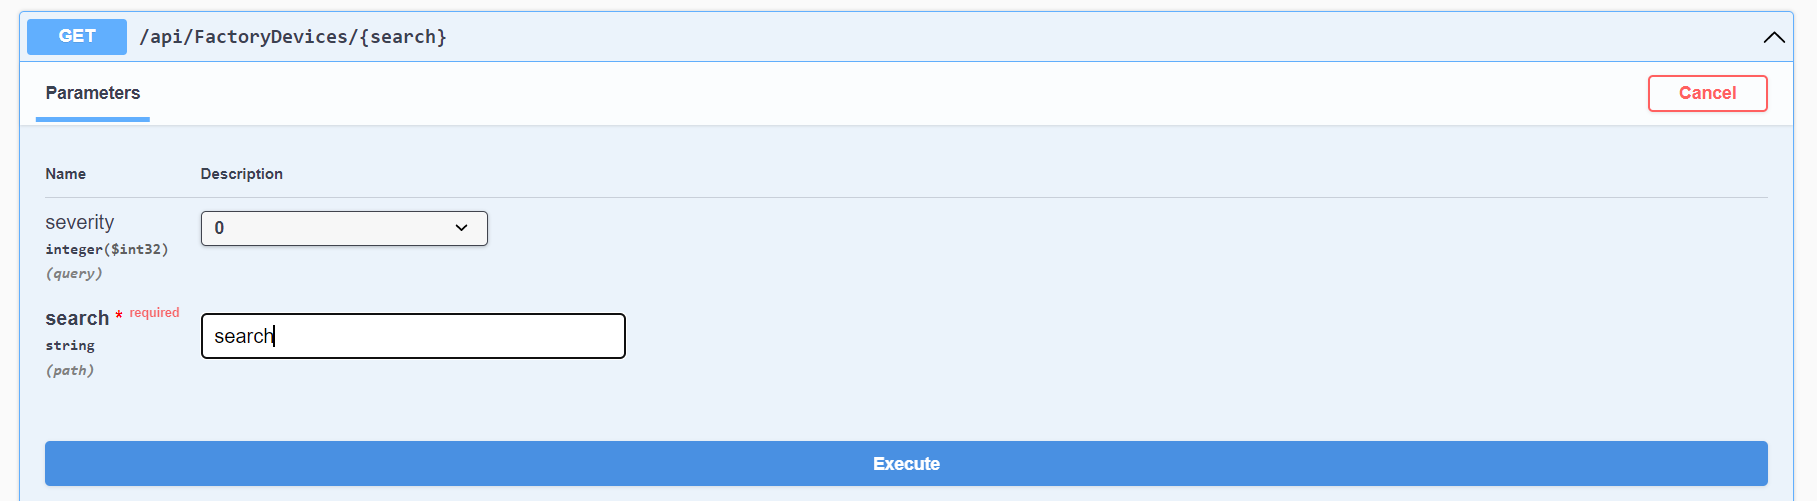 GET /api/FactoryDevices/{search}
Parameters
Cancel
Name Description
severity
integer($int32)
(query)
0
search * required
string
(path)
search
Execute